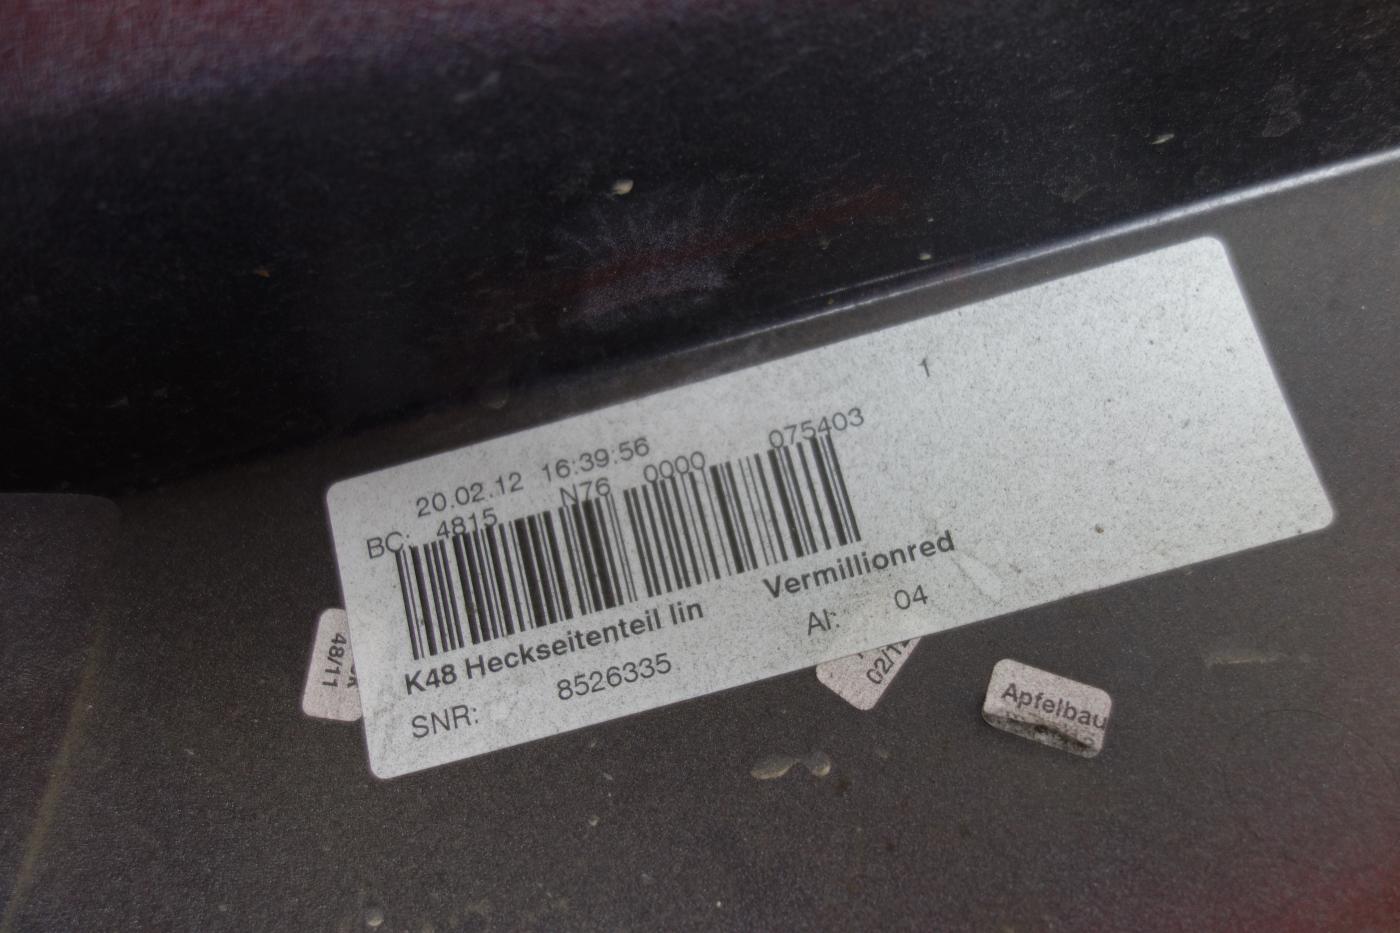 1
20.02.12 16:39:56
BC: 4815 N76 0000 075403
K48 Heckseitenteil lin Vermillionred
SNR: 8526335 AI: 04
48/11
02/12
Apfelbau